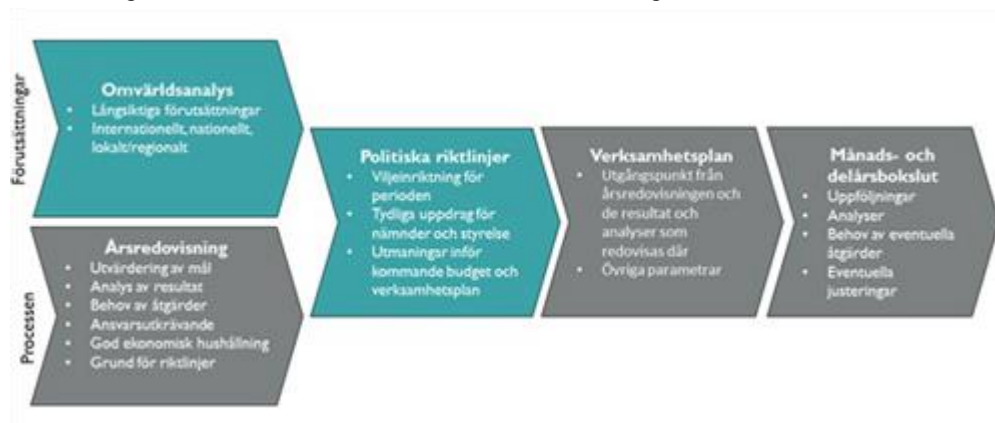 Förutsättningar
Omvärldsanalys
• Långsiktiga förutsättningar
• Internationellt, nationellt,
lokalt/regionalt
Processen
Årsredovisning
• Utvärdering av mål
• Analys av resultat
• Behov av åtgärder
• Ansvarsutkrävande
• God ekonomisk hushållning
• Grund för riktlinjer
Politiska riktlinjer
• Viljeinriktning för
perioden
• Tydliga uppdrag för
nämnder och styrelse
• Utmaningar inför
kommande budget och
verksamhetsplan
Verksamhetsplan
• Utgångspunkt från
årsredovisningen och
de resultat och
analyser som
redovisas där
• Övriga parametrar
Månads- och
delårsbokslut
• Uppföljningar
• Analyser
• Behov av eventuella
åtgärder
• Eventuella
justeringar